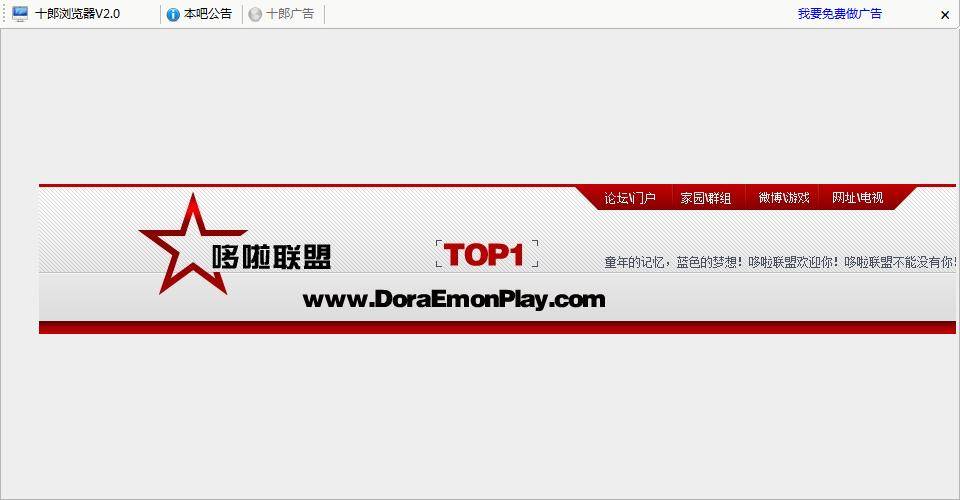 十郎浏览器V2.0 本吧公告 十郎广告 我要免费做广告
论坛\门户 家园\群组 微博\游戏 网址\电视
哆啦联盟 TOP1
童年的记忆，蓝色的梦想！哆啦联盟欢迎你！哆啦联盟不能没有你！
www.DoraEmonPlay.com